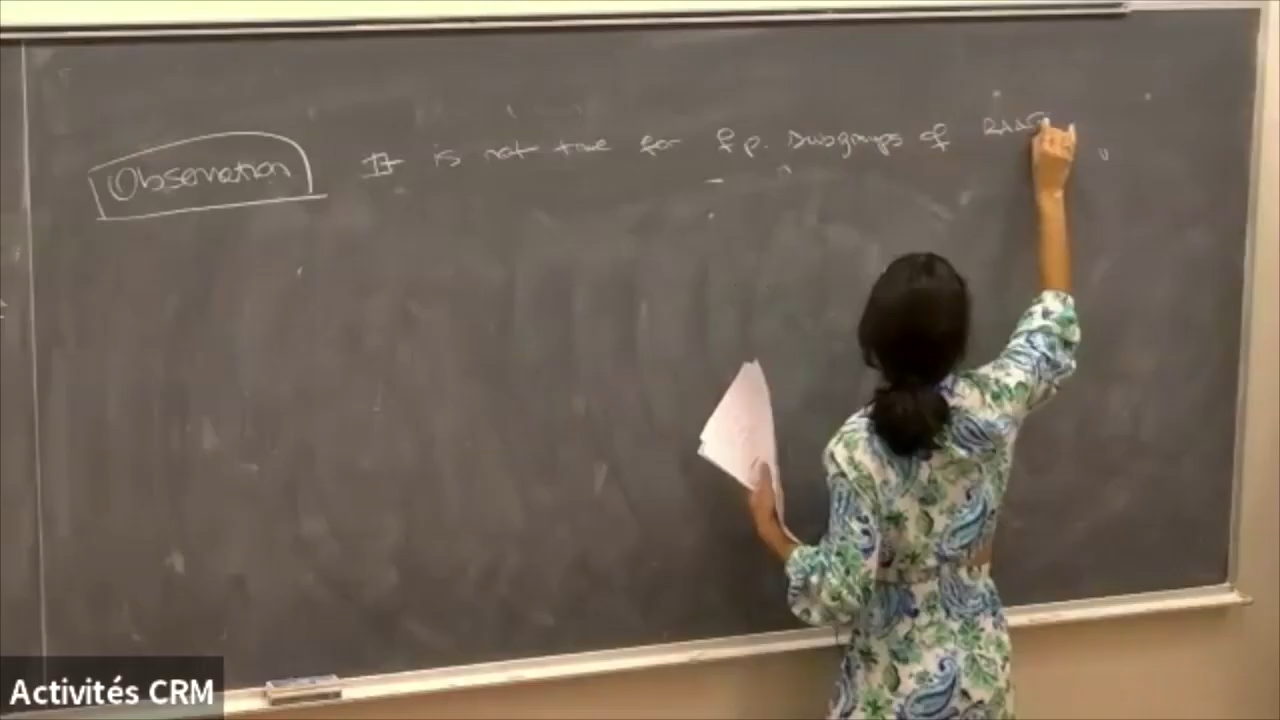 Observation It is not true for f.p. subgroups of RAAG
Activités CRM